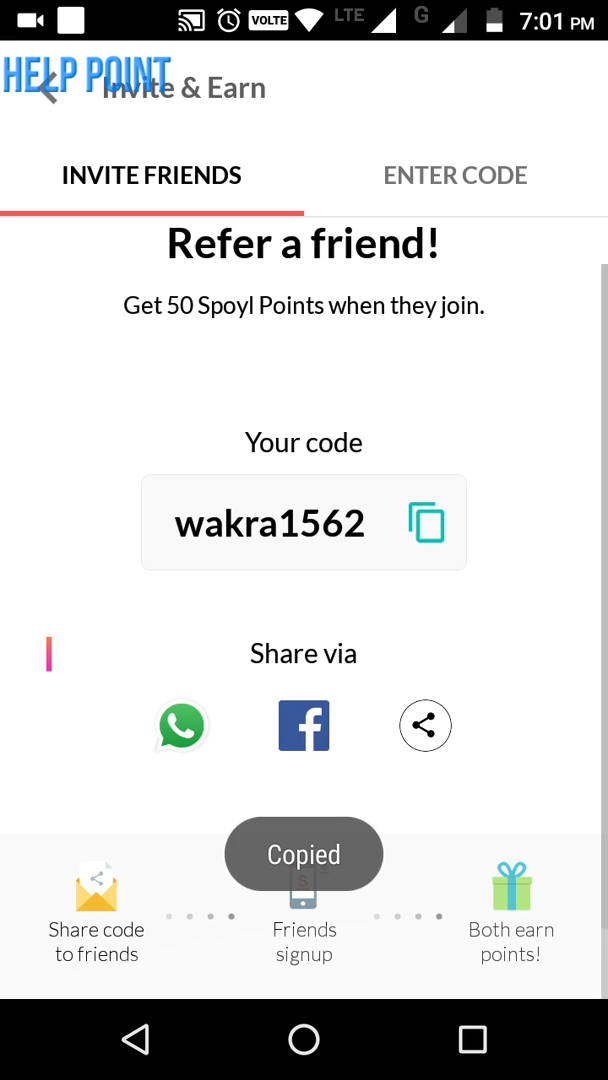 VOLTE LTE G 7:01 PM
HELP POINT
Invite & Earn
INVITE FRIENDS ENTER CODE
Refer a friend!
Get 50 Spoyl Points when they join.
Your code
wakra1562
Share via
Copied
Share code
to friends
Friends
signup
Both earn
points!